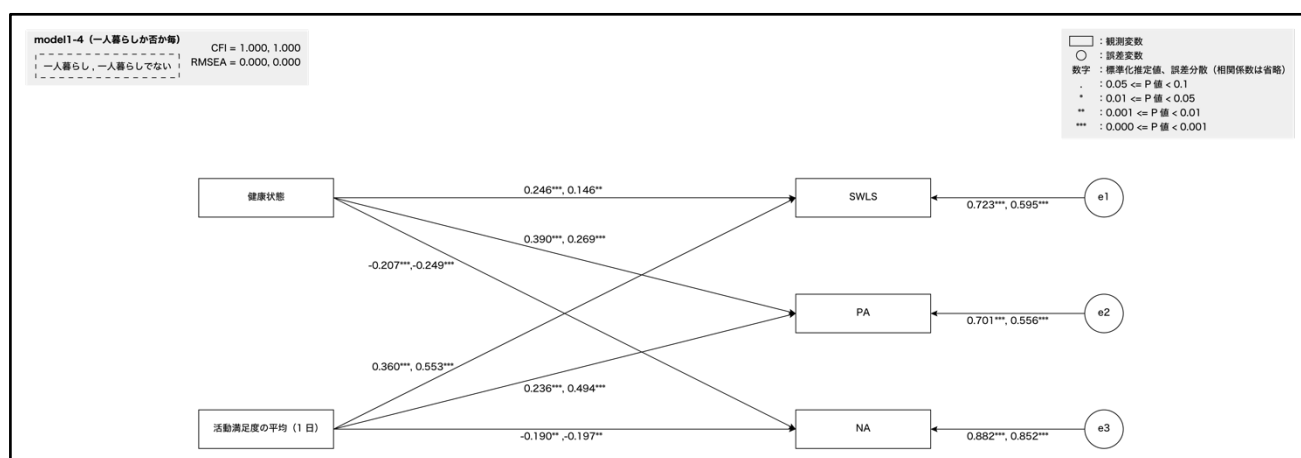 model1-4（一人暮らしか否か毎）
一人暮らし , 一人暮らしでない
CFI = 1.000, 1.000
RMSEA = 0.000, 0.000
：観測変数
：誤差変数
数字 ：標準化推定値、誤差分散（相関係数は省略）
. ：0.05 <= P 値 < 0.1
* ：0.01 <= P 値 < 0.05
** ：0.001 <= P 値 < 0.01
*** ：0.000 <= P 値 < 0.001
健康状態
0.246***, 0.146**
SWLS
0.723***, 0.595***
e1
0.390***, 0.269***
-0.207***,-0.249***
PA
0.701***, 0.556***
e2
0.360***, 0.553***
0.236***, 0.494***
活動満足度の平均（1 日）
-0.190** ,-0.197**
NA
0.882***, 0.852***
e3